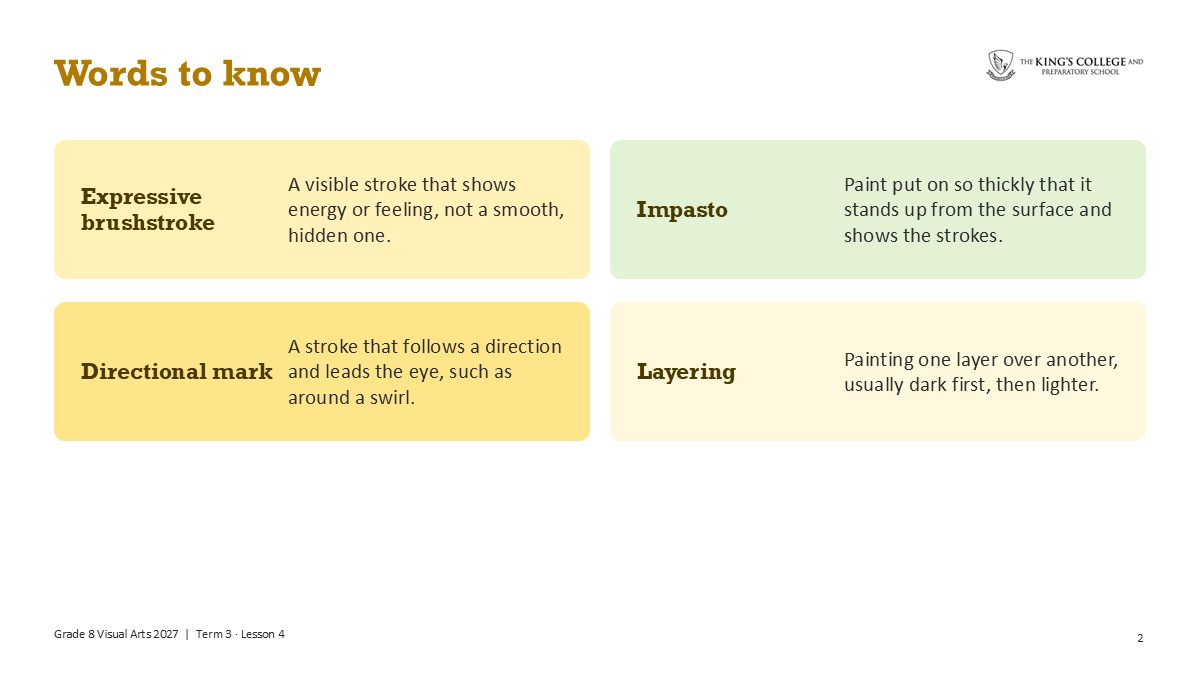 Words to know
THE KING'S COLLEGE AND
PREPARATORY SCHOOL
Expressive
brushstroke
A visible stroke that shows
energy or feeling, not a smooth,
hidden one.
Impasto
Paint put on so thickly that it
stands up from the surface and
shows the strokes.
Directional mark
A stroke that follows a direction
and leads the eye, such as
around a swirl.
Layering
Painting one layer over another,
usually dark first, then lighter.
Grade 8 Visual Arts 2027 | Term 3 · Lesson 4
2